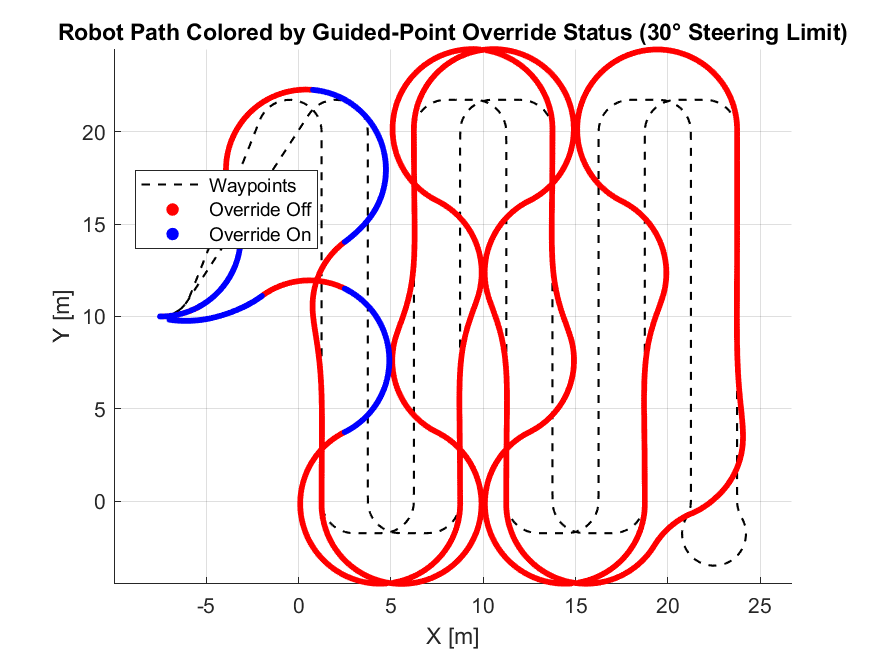 Robot Path Colored by Guided-Point Override Status (30° Steering Limit)
20
15
10
5
0
Y [m]
Waypoints
Override Off
Override On
-5
0
5
10
15
20
25
X [m]